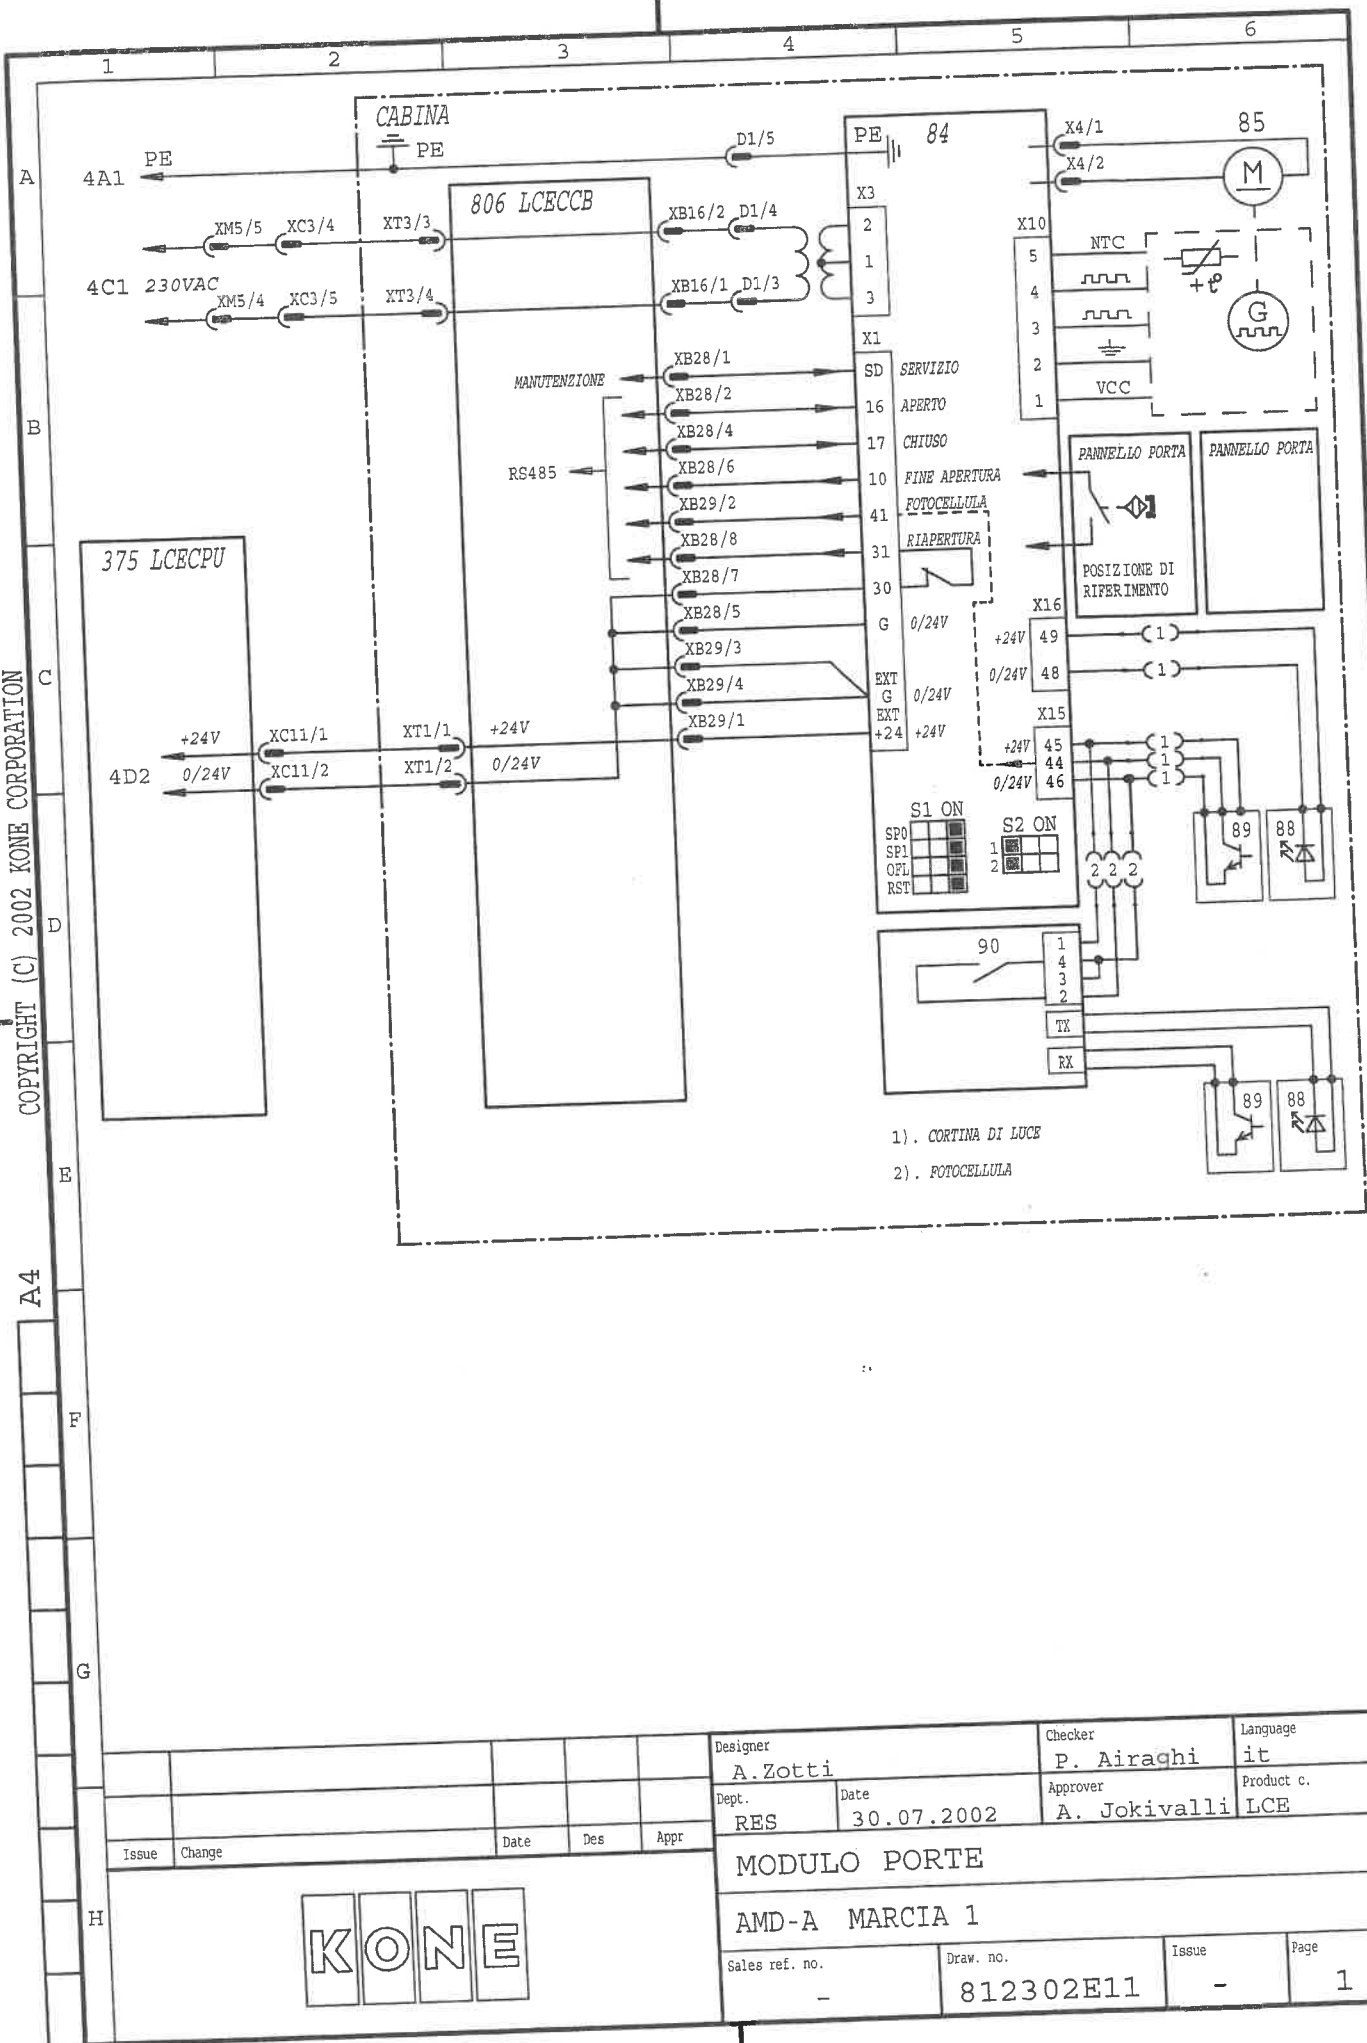 1 2 3 4 5 6
A
B
C
D
E
F
G
H
COPYRIGHT (C) 2002 KONE CORPORATION
A4
CABINA
PE
PE
4A1
D1/5
PE
84
X4/1
X4/2
85
M
806 LCECCB
XM5/5 XC3/4 XT3/3
XB16/2 D1/4
4C1 230VAC
XM5/4 XC3/5 XT3/4
XB16/1 D1/3
X3
2
1
3
X10
5 NTC
4
3
2
1 VCC
+t°
G
X1
MANUTENZIONE XB28/1 SD SERVIZIO
XB28/2 16 APERTO
XB28/4 17 CHIUSO
RS485
XB28/6 10 FINE APERTURA
XB29/2 41 FOTOCELLULA
XB28/8 31 RIAPERTURA
XB28/7 30
XB28/5 G 0/24V
XB29/3
XB29/4 EXT G 0/24V
XB29/1 EXT +24 +24V
PANNELLO PORTA
PANNELLO PORTA
POSIZIONE DI
RIFERIMENTO
375 LCECPU
4D2
+24V XC11/1 XT1/1 +24V
0/24V XC11/2 XT1/2 0/24V
X16
+24V 49 1
0/24V 48 1
X15
+24V 45 1
44 1
0/24V 46 1
S1 ON
SP0
SP1
OFL
RST
S2 ON
1
2
2 2 2
89
88
90
1
4
3
2
TX
RX
89
88
1). CORTINA DI LUCE
2). FOTOCELLULA
Designer
A.Zotti
Checker
P. Airaghi
Language
it
Dept.
RES
Date
30.07.2002
Approver
A. Jokivalli
Product c.
LCE
Issue Change Date Des Appr
MODULO PORTE
AMD-A MARCIA 1
KONE
Sales ref. no.
-
Draw. no.
812302E11
Issue
-
Page
1